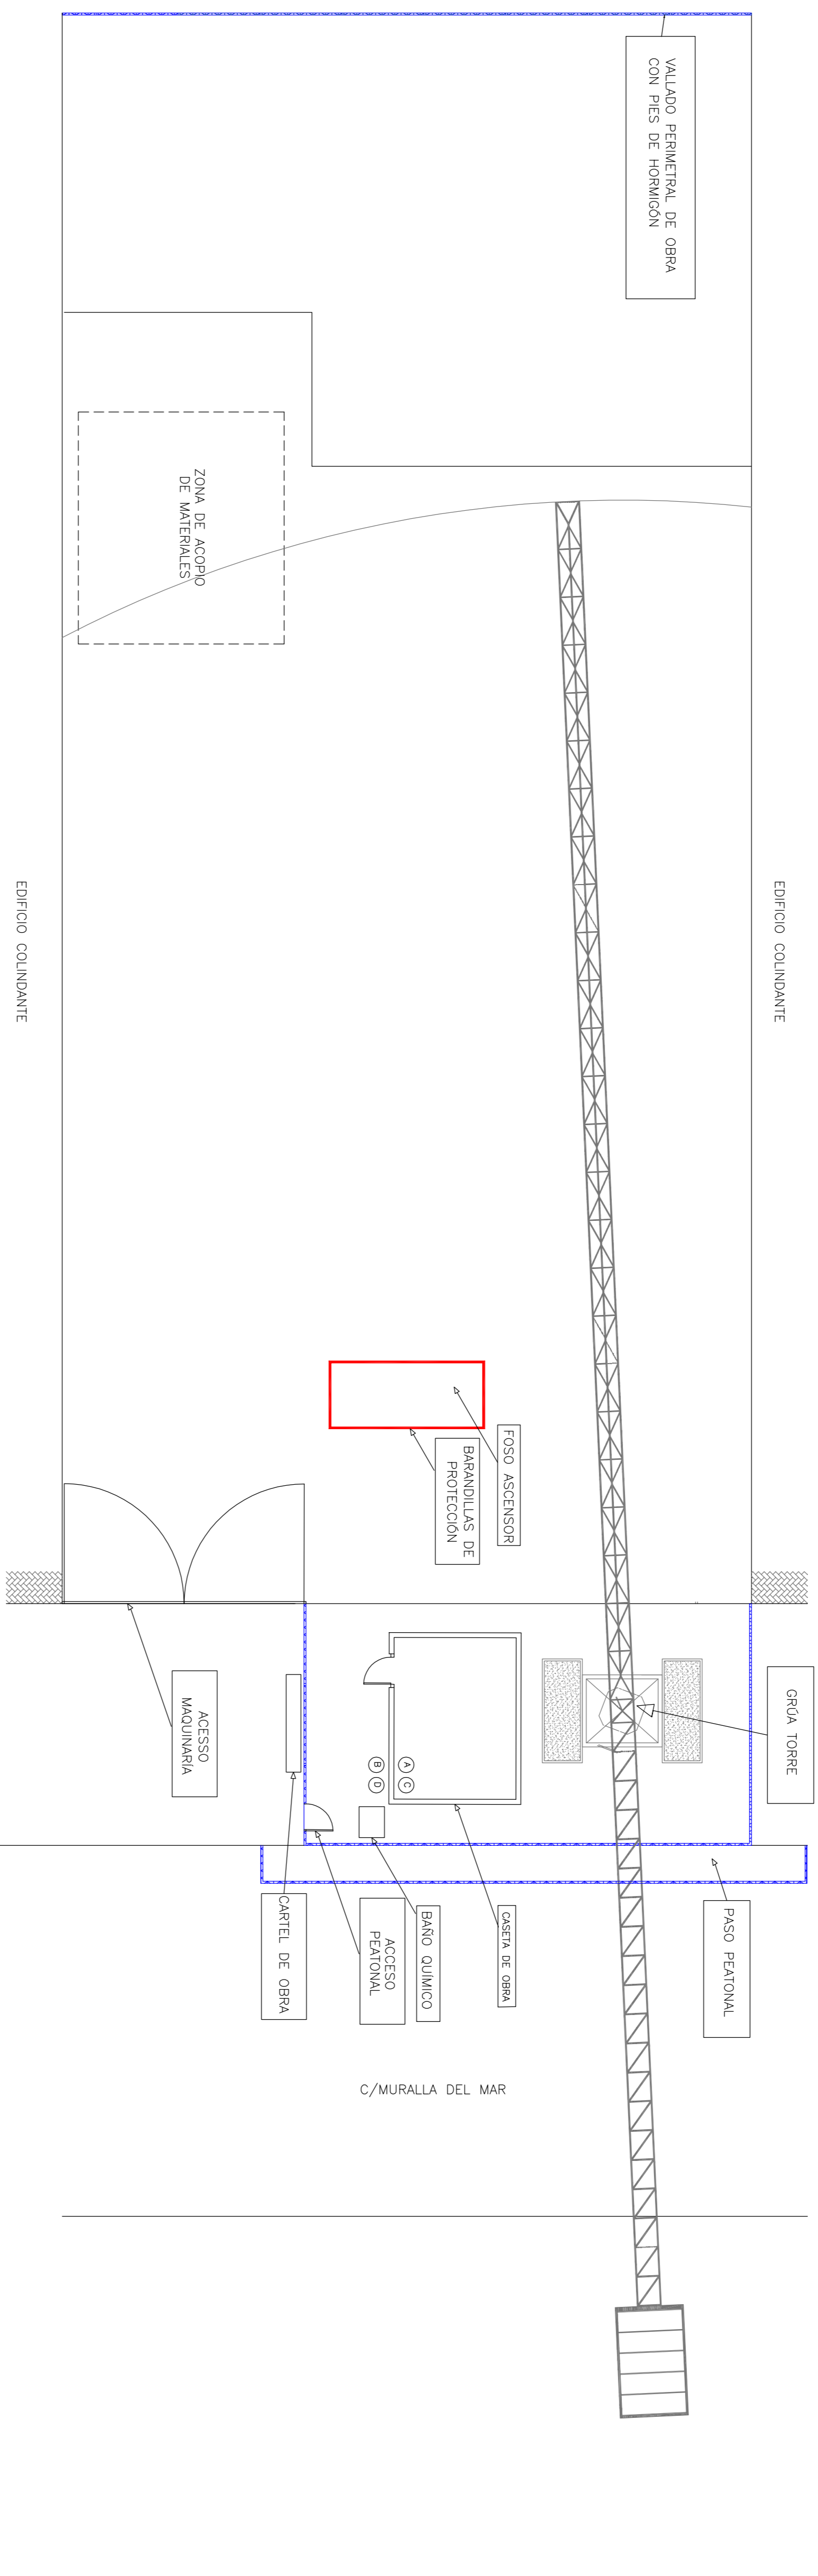 VALLADO PERIMETRAL DE OBRA
CON PIES DE HORMIGÓN
ZONA DE ACOPIO
DE MATERIALES
EDIFICIO COLINDANTE
EDIFICIO COLINDANTE
FOSO ASCENSOR
BARANDILLAS DE
PROTECCIÓN
GRÚA TORRE
ACESSO
MAQUINARÍA
A
C
B
D
PASO PEATONAL
CASETA DE OBRA
BAÑO QUÍMICO
ACCESO
PEATONAL
CARTEL DE OBRA
C/MURALLA DEL MAR